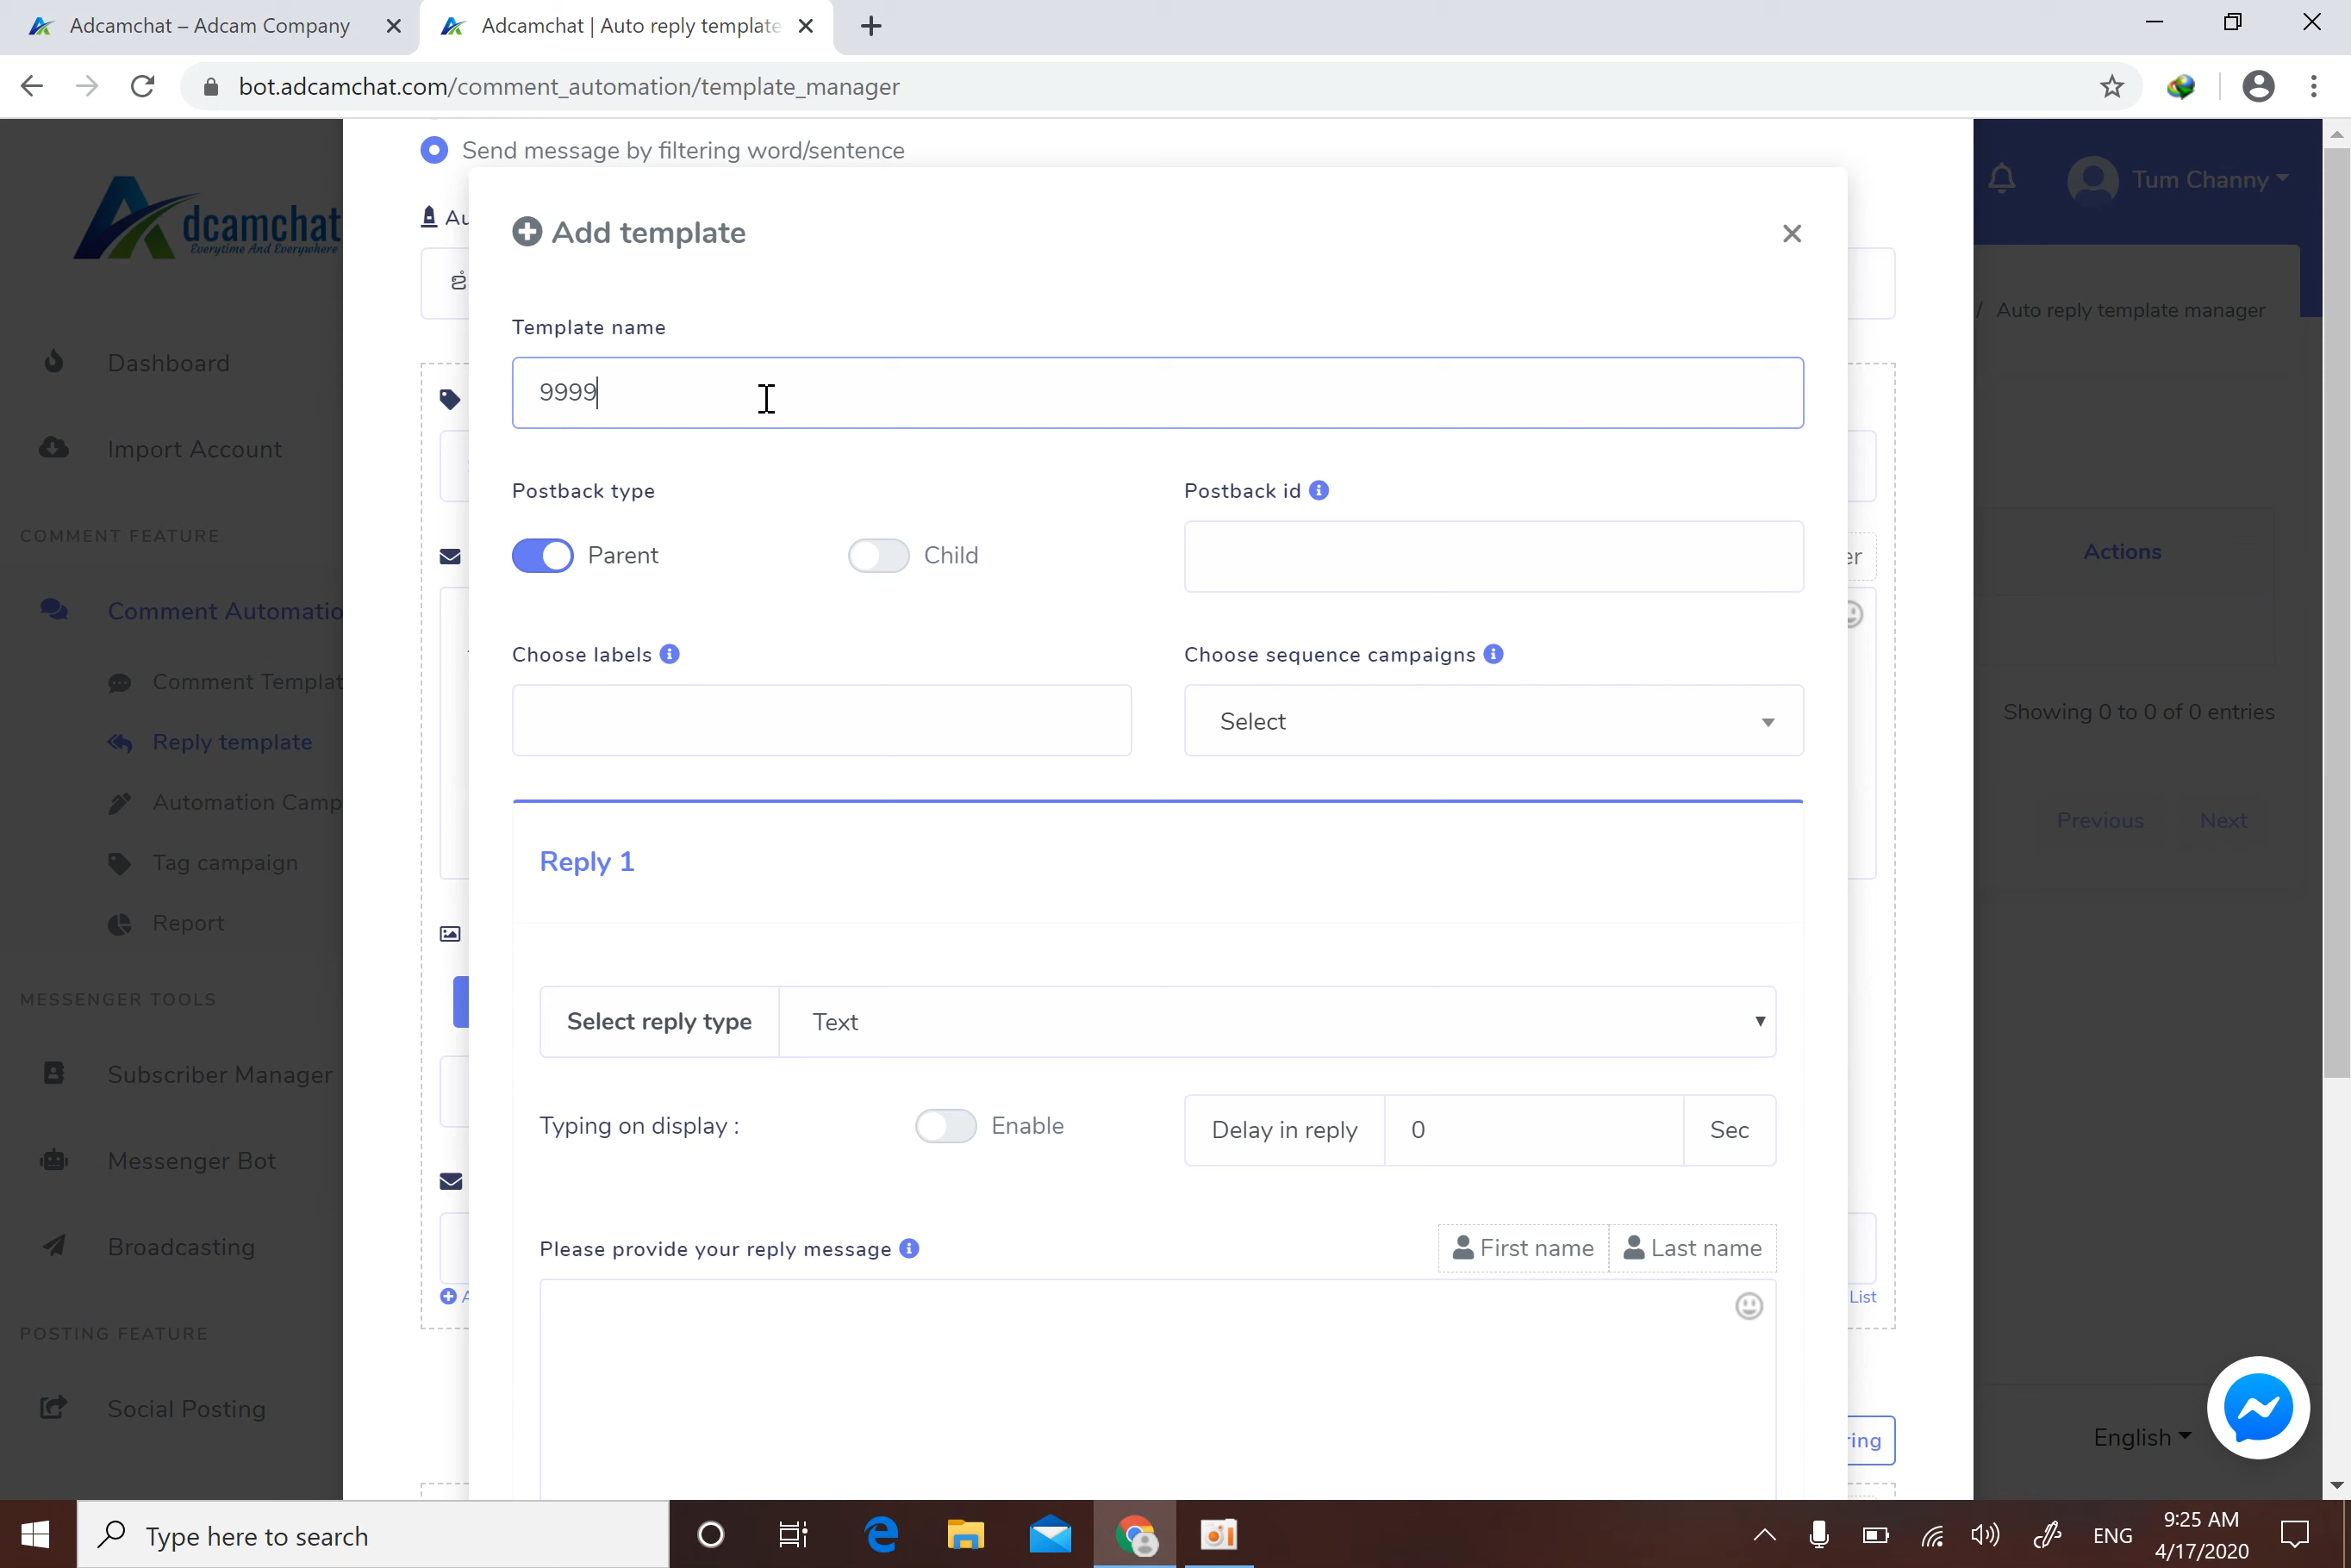 Adcamchat – Adcam Company
Adcamchat | Auto reply template
bot.adcamchat.com/comment_automation/template_manager
Send message by filtering word/sentence
dcamchat
Everytime And Everywhere
Tum Channy
Add template
Template name
/ Auto reply template manager
Dashboard
9999
Import Account
Postback type
Postback id
COMMENT FEATURE
Parent
Child
Actions
Comment Automatio
Choose labels
Choose sequence campaigns
Comment Templat
Select
Showing 0 to 0 of 0 entries
Reply template
Automation Camp
Previous
Next
Tag campaign
Reply 1
Report
MESSENGER TOOLS
Select reply type
Text
Subscriber Manager
Typing on display :
Enable
Delay in reply
0
Sec
Messenger Bot
Please provide your reply message
First name
Last name
Broadcasting
List
POSTING FEATURE
Social Posting
English
ring
Type here to search
ENG
9:25 AM
4/17/2020